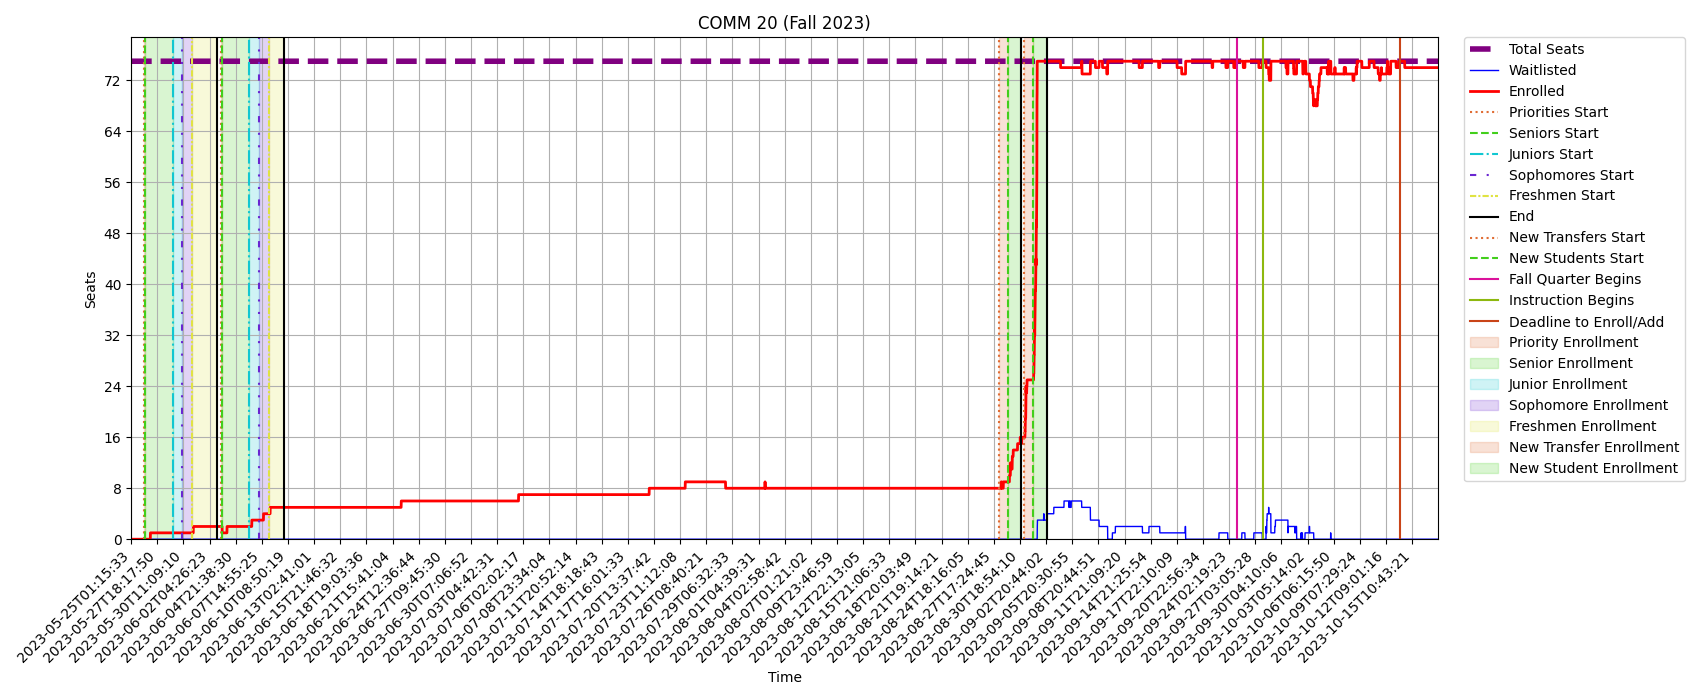 COMM 20 (Fall 2023)
Seats
72
64
56
48
40
32
24
16
8
0
2023-05-25T01:15:33
2023-05-27T18:17:50
2023-05-30T11:09:10
2023-06-02T04:26:23
2023-06-04T21:38:30
2023-06-07T14:55:25
2023-06-10T08:50:19
2023-06-13T02:41:01
2023-06-15T21:46:32
2023-06-18T19:03:36
2023-06-21T15:41:04
2023-06-24T12:36:44
2023-06-27T09:45:30
2023-06-30T07:06:52
2023-07-03T04:42:31
2023-07-06T02:02:17
2023-07-08T23:34:04
2023-07-11T20:52:14
2023-07-14T18:18:43
2023-07-17T16:01:33
2023-07-20T13:37:42
2023-07-23T11:12:08
2023-07-26T08:40:21
2023-07-29T06:32:33
2023-08-01T04:39:31
2023-08-04T02:58:42
2023-08-07T01:21:02
2023-08-09T23:46:59
2023-08-12T22:13:05
2023-08-15T21:06:33
2023-08-18T20:03:49
2023-08-21T19:14:21
2023-08-24T18:16:05
2023-08-27T17:24:45
2023-08-30T18:54:10
2023-09-02T20:44:02
2023-09-05T20:30:55
2023-09-08T20:44:51
2023-09-11T21:09:20
2023-09-14T21:25:54
2023-09-17T22:10:09
2023-09-20T22:56:34
2023-09-24T02:19:23
2023-09-27T03:05:28
2023-09-30T04:10:06
2023-10-03T05:14:02
2023-10-06T06:15:50
2023-10-09T07:29:24
2023-10-12T09:01:16
2023-10-15T10:43:21
Time
Total Seats
Waitlisted
Enrolled
Priorities Start
Seniors Start
Juniors Start
Sophomores Start
Freshmen Start
End
New Transfers Start
New Students Start
Fall Quarter Begins
Instruction Begins
Deadline to Enroll/Add
Priority Enrollment
Senior Enrollment
Junior Enrollment
Sophomore Enrollment
Freshmen Enrollment
New Transfer Enrollment
New Student Enrollment